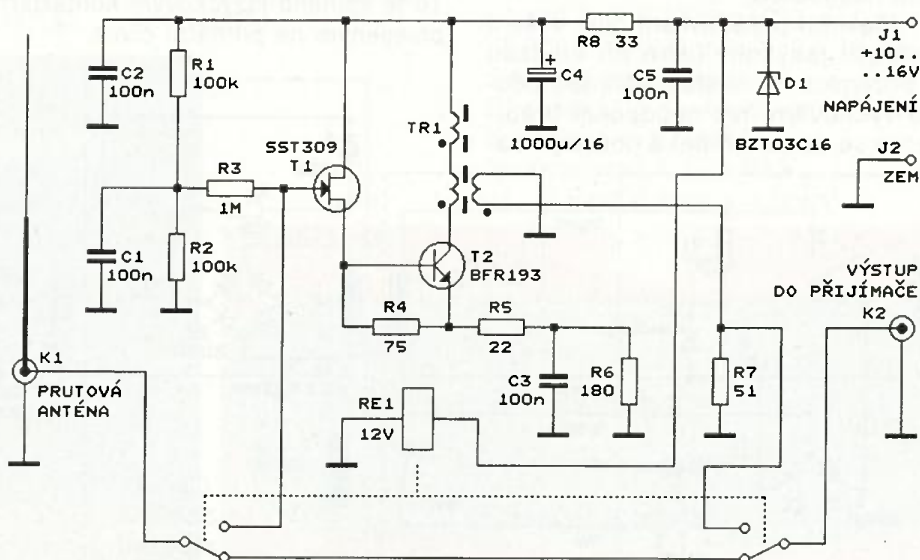 R8 33
J1
+10..
..16V
NAPÁJENÍ
C2
100n
R1
100k
+
C4
1000u/16
C5
100n
D1
BZT03C16
TR1
J2
ZEM
SST309
T1
R3
1M
C1
100n
R2
100k
T2
BFR193
VÝSTUP
DO PŘIJÍMAČE
K2
K1
PRUTOVÁ
ANTÉNA
R4
75
R5
22
C3
100n
R6
180
R7
51
RE1
12V